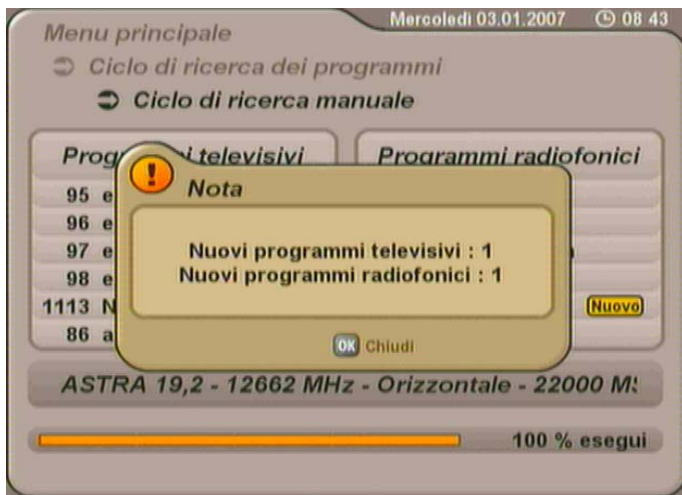 Mercoledì 03.01.2007 08 43
Menu principale
Ciclo di ricerca dei programmi
Ciclo di ricerca manuale
televisivi Programmi radiofonici
Nota
95 e
96 e
97 e
98 e
1113 N Nuovo
86 a
Nuovi programmi televisivi : 1
Nuovi programmi radiofonici : 1
OK Chiudi
ASTRA 19,2 - 12662 MHz - Orizzontale - 22000
100 % esegui